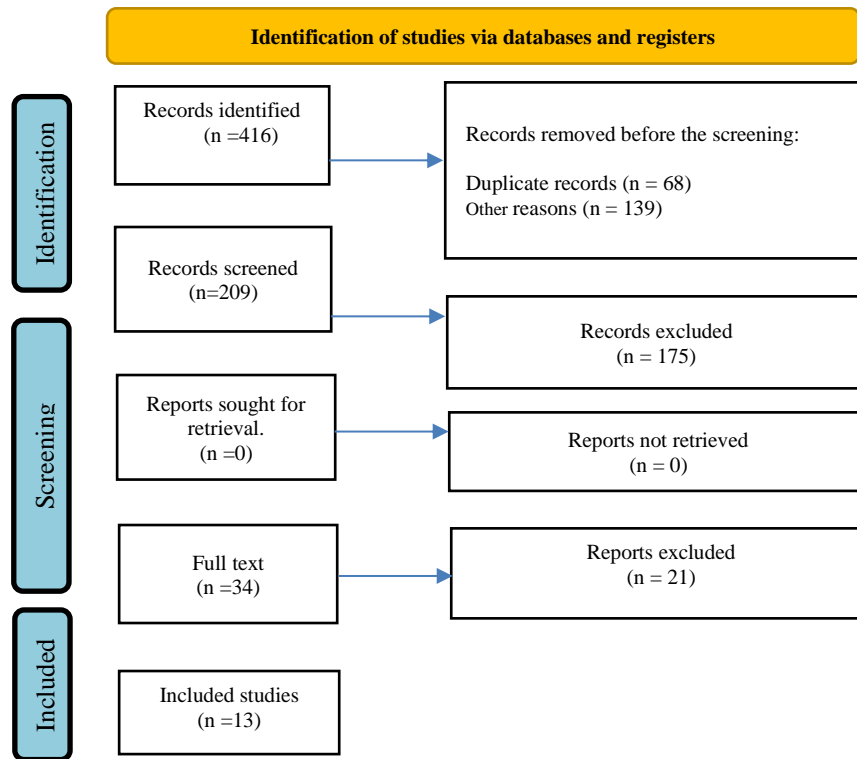 Identification of studies via databases and registers
Identification
Records identified
(n =416)
Records removed before the screening:
Duplicate records (n = 68)
Other reasons (n = 139)
Records screened
(n=209)
Records excluded
(n = 175)
Screening
Reports sought for
retrieval.
(n =0)
Reports not retrieved
(n = 0)
Full text
(n =34)
Reports excluded
(n = 21)
Included
Included studies
(n =13)